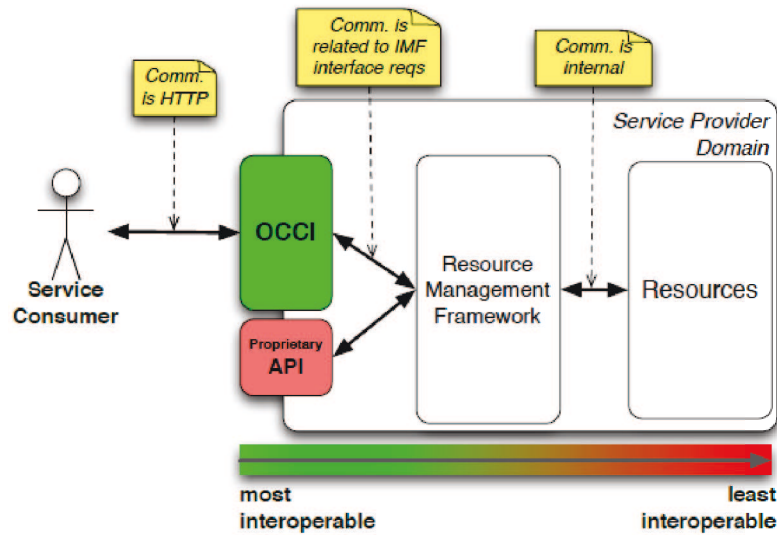 Comm.
is HTTP
Comm. is
related to IMF
interface reqs
Comm. is
internal
Service Provider
Domain
OCCI
Service
Consumer
Resource
Management
Framework
Resources
Proprietary
API
most
interoperable
least
interoperable